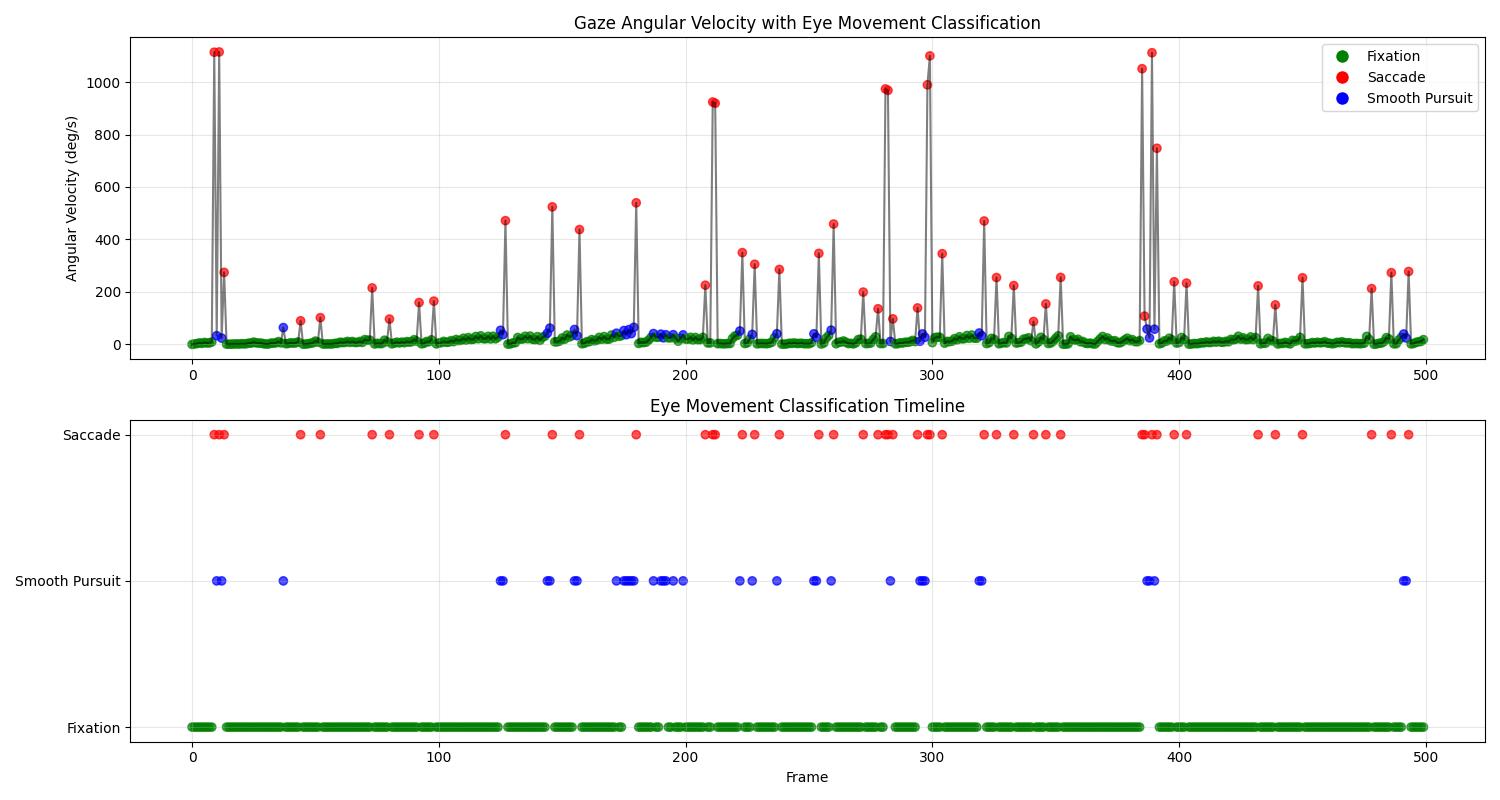 Gaze Angular Velocity with Eye Movement Classification
Angular Velocity (deg/s)
1000
800
600
400
200
0
Fixation
Saccade
Smooth Pursuit
0 100 200 300 400 500
Eye Movement Classification Timeline
Saccade
Smooth Pursuit
Fixation
0 100 200 300 400 500
Frame